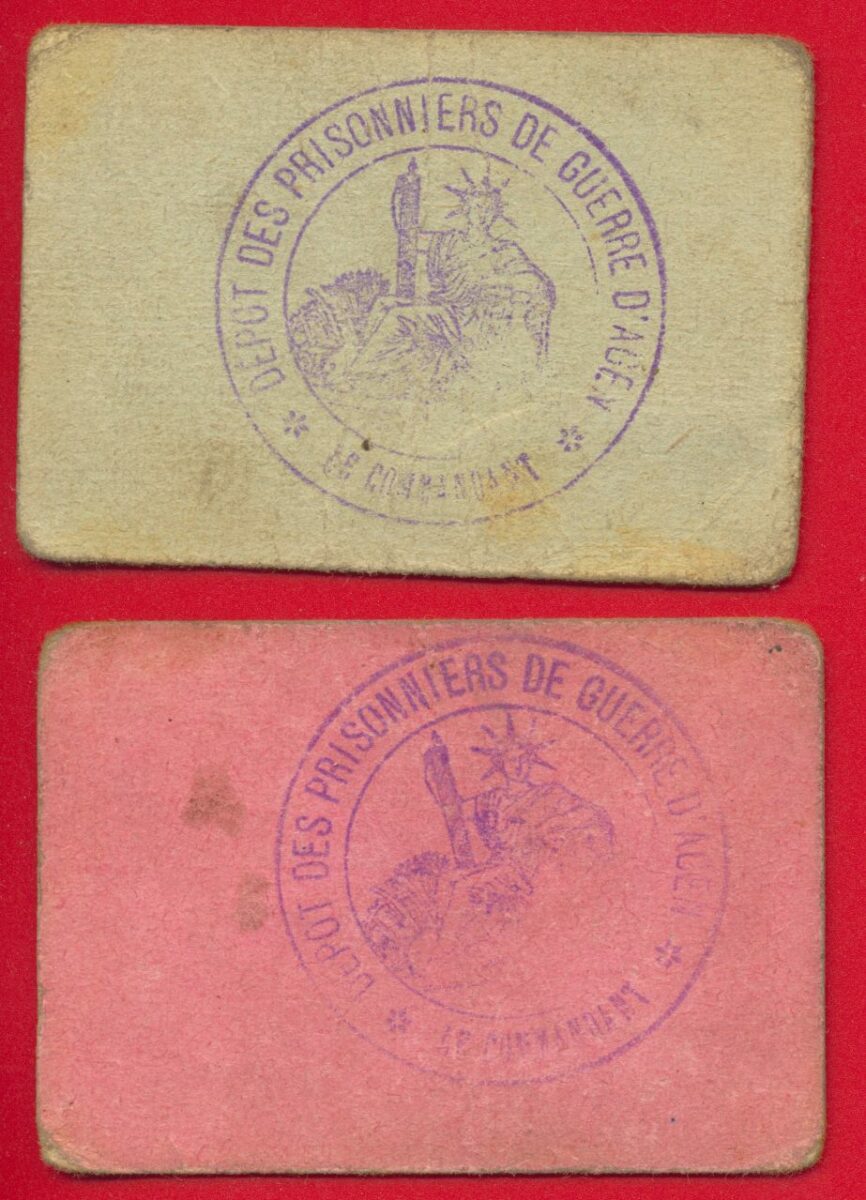 DEPOT DES PRISONNIERS DE GUERRE D'AGEN
LE COMMANDANT
DEPOT DES PRISONNIERS DE GUERRE D'AGEN
LE COMMANDANT